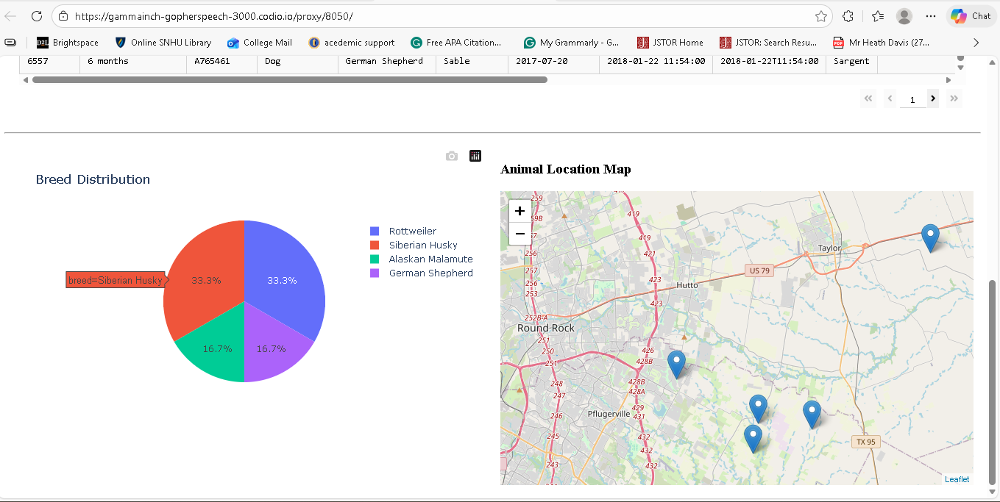 https://gammainch-gopherspeech-3000.codio.io/proxy/8050/
Chat
D2L Brightspace Online SNHU Library College Mail acedemic support Free APA Citation... My Grammarly - G... JSTOR Home JSTOR: Search Resu... PDF Mr Heath Davis (27...
6557 6 months A765461 Dog German Shepherd Sable 2017-07-20 2018-01-22 11:54:00 2018-01-22T11:54:00 Sargent
« ‹ 1 › »
Breed Distribution
Rottweiler
Siberian Husky
Alaskan Malamute
German Shepherd
breed=Siberian Husky
33.3%
33.3%
16.7%
16.7%
Animal Location Map
+
−
259
419
419
421
256
257
256
253
423
423
252B-A
251
250
251
248
247
246
245
243
426
428B
428B
428A
429
431
432
432
432
Taylor
US 79
Hutto
Round Rock
Pflugerville
TX 95
Leaflet